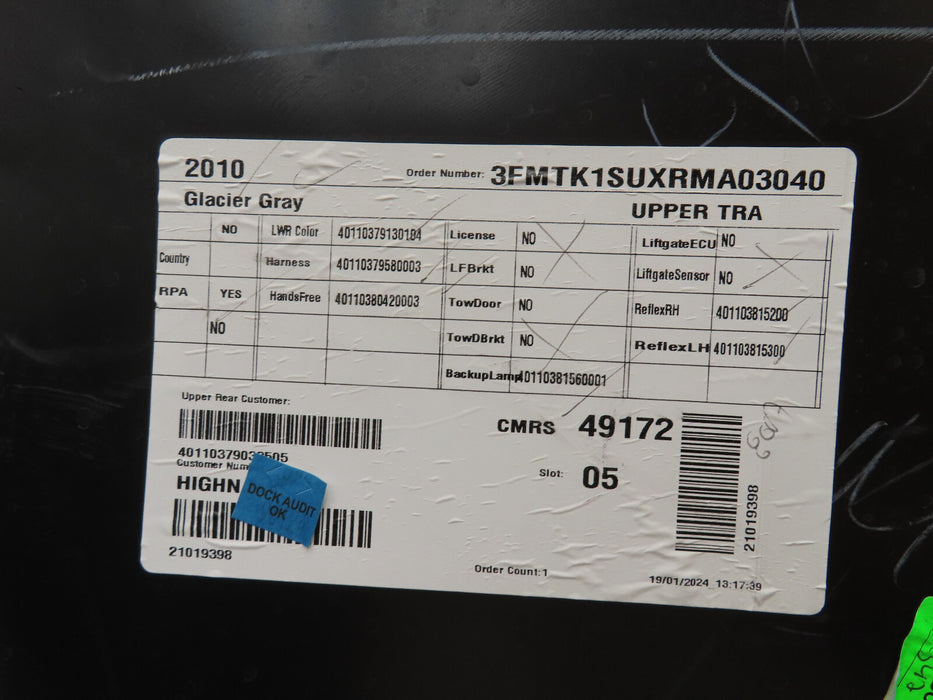 2010
Order Number: 3FMTK1SUXRMA03040
Glacier Gray
UPPER TRA
NO LWR Color 40110379130184 License NO LiftgateECU NO
Country Harness 40110379580003 LFBrkt NO LiftgateSensor NO
RPA YES HandsFree 40110380420003 TowDoor NO ReflexRH 401103815200
NO TowDBrkt NO ReflexLH 401103815300
BackupLamp 40110381560001
Upper Rear Customer:
CMRS 49172
Customer Num
HIGHN
DOCK AUDIT
OK
Slot: 05
21019398
21019398
Order Count:1
19/01/2024 13:17:39